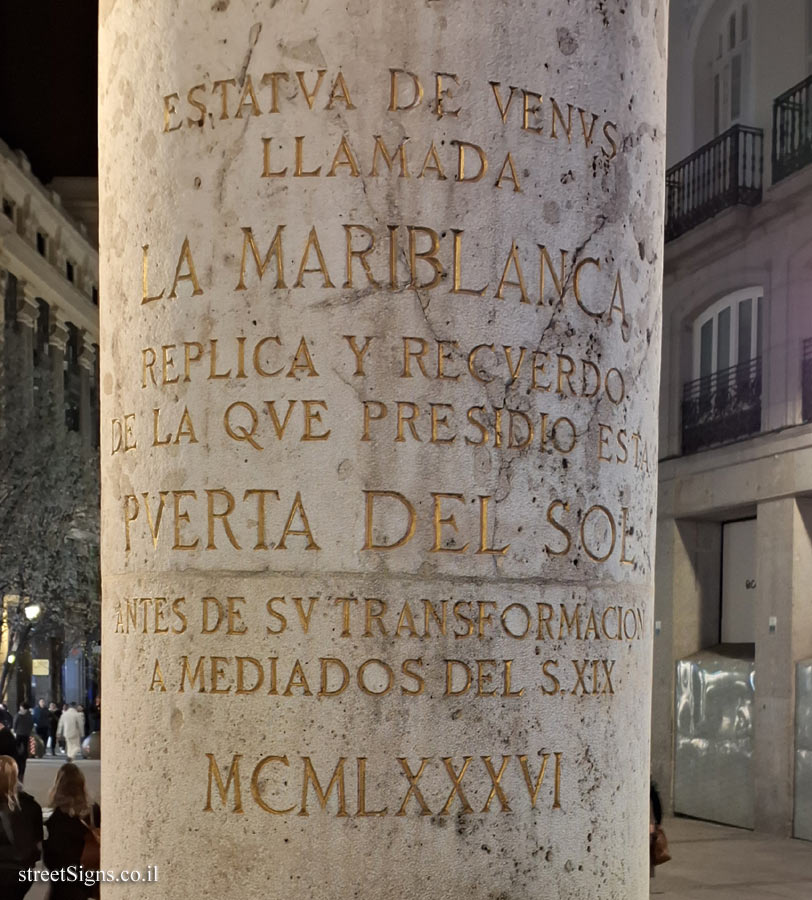 ESTATVA DE VENVS
LLAMADA
LA MARIBLANCA
REPLICA Y RECVERDO
DE LA QVE PRESIDIO ESTA
PVERTA DEL SOL
ANTES DE SV TRANSFORMACION
A MEDIADOS DEL S.XIX
MCMLXXXVI
streetSigns.co.il